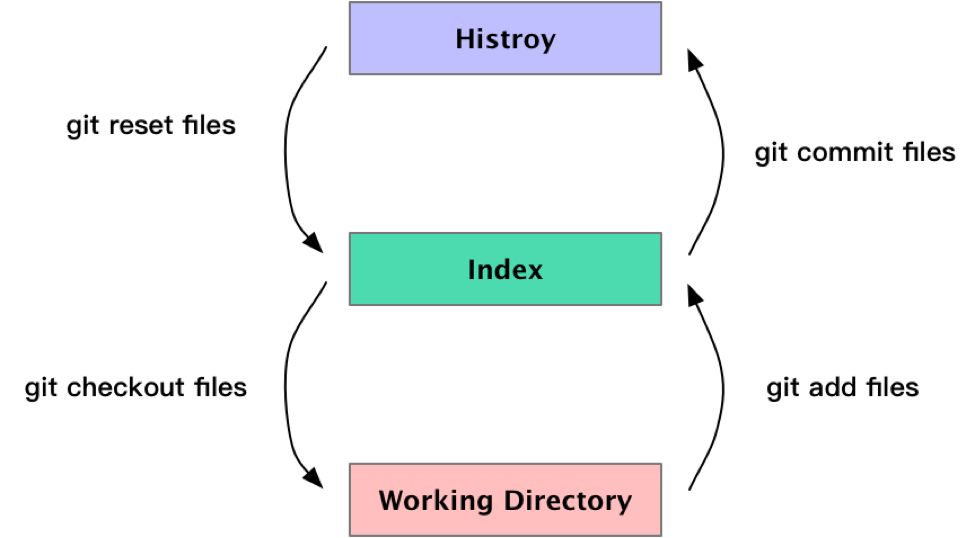 Histroy
git reset files
git commit files
Index
git checkout files
git add files
Working Directory